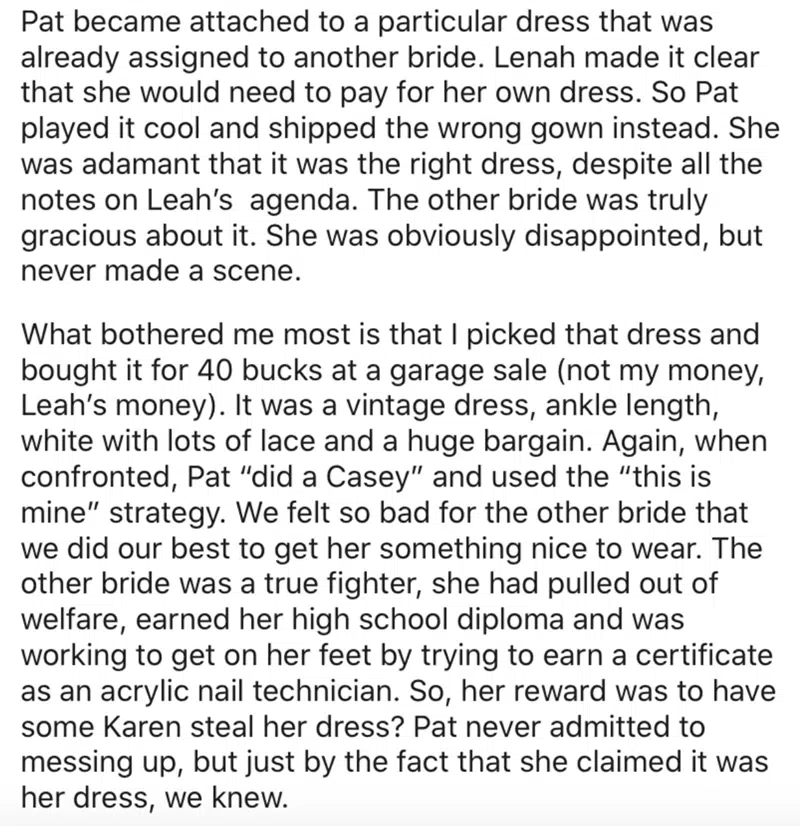 Pat became attached to a particular dress that was
already assigned to another bride. Lenah made it clear
that she would need to pay for her own dress. So Pat
played it cool and shipped the wrong gown instead. She
was adamant that it was the right dress, despite all the
notes on Leah’s  agenda. The other bride was truly
gracious about it. She was obviously disappointed, but
never made a scene.
What bothered me most is that I picked that dress and
bought it for 40 bucks at a garage sale (not my money,
Leah’s money). It was a vintage dress, ankle length,
white with lots of lace and a huge bargain. Again, when
confronted, Pat “did a Casey” and used the “this is
mine” strategy. We felt so bad for the other bride that
we did our best to get her something nice to wear. The
other bride was a true fighter, she had pulled out of
welfare, earned her high school diploma and was
working to get on her feet by trying to earn a certificate
as an acrylic nail technician. So, her reward was to have
some Karen steal her dress? Pat never admitted to
messing up, but just by the fact that she claimed it was
her dress, we knew.